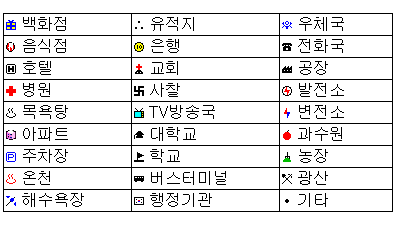 백화점 유적지 우체국
음식점 은행 전화국
호텔 교회 공장
병원 사찰 발전소
목욕탕 TV방송국 변전소
아파트 대학교 과수원
주차장 학교 농장
온천 버스터미널 광산
해수욕장 행정기관 기타